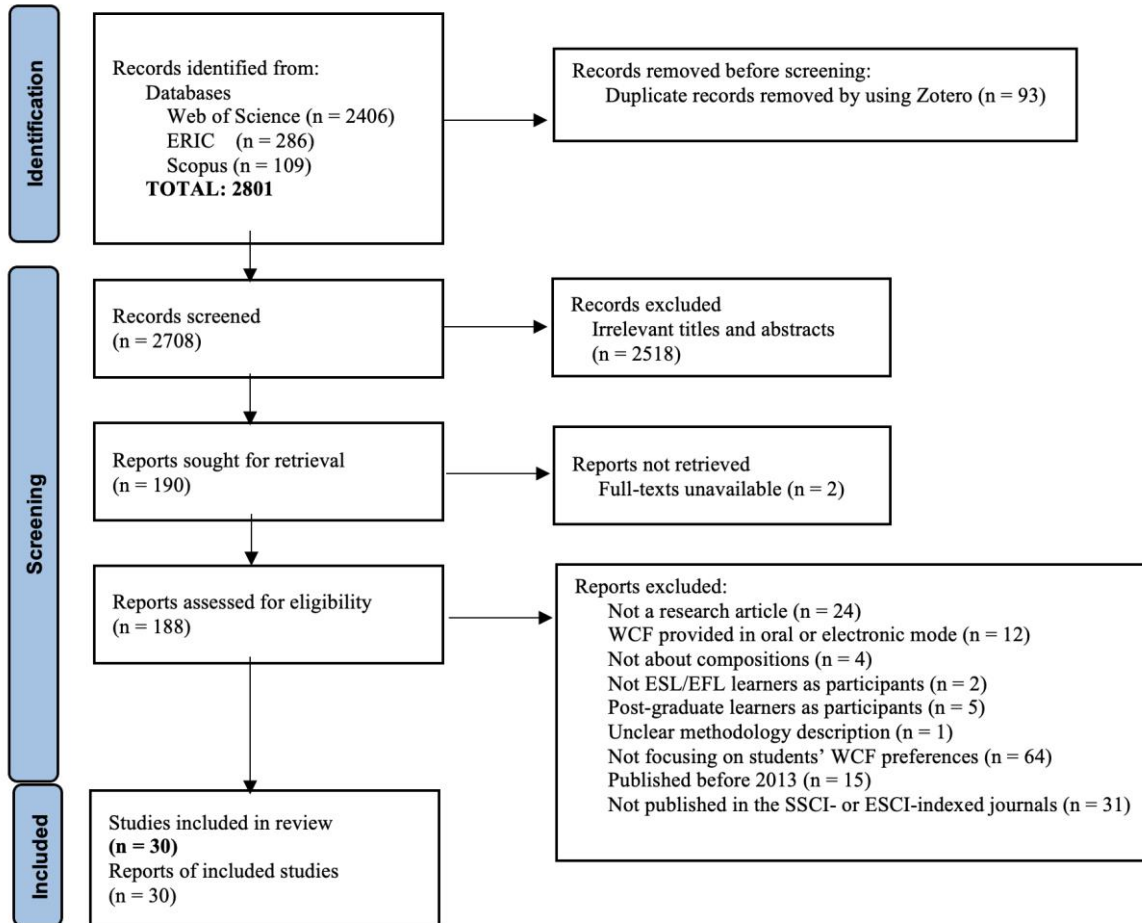 Identification
Records identified from:
Databases
Web of Science (n = 2406)
ERIC (n = 286)
Scopus (n = 109)
TOTAL: 2801
Records removed before screening:
Duplicate records removed by using Zotero (n = 93)
Screening
Records screened
(n = 2708)
Records excluded
Irrelevant titles and abstracts
(n = 2518)
Reports sought for retrieval
(n = 190)
Reports not retrieved
Full-texts unavailable (n = 2)
Reports assessed for eligibility
(n = 188)
Reports excluded:
Not a research article (n = 24)
WCF provided in oral or electronic mode (n = 12)
Not about compositions (n = 4)
Not ESL/EFL learners as participants (n = 2)
Post-graduate learners as participants (n = 5)
Unclear methodology description (n = 1)
Not focusing on students’ WCF preferences (n = 64)
Published before 2013 (n = 15)
Not published in the SSCI- or ESCI-indexed journals (n = 31)
Included
Studies included in review
(n = 30)
Reports of included studies
(n = 30)